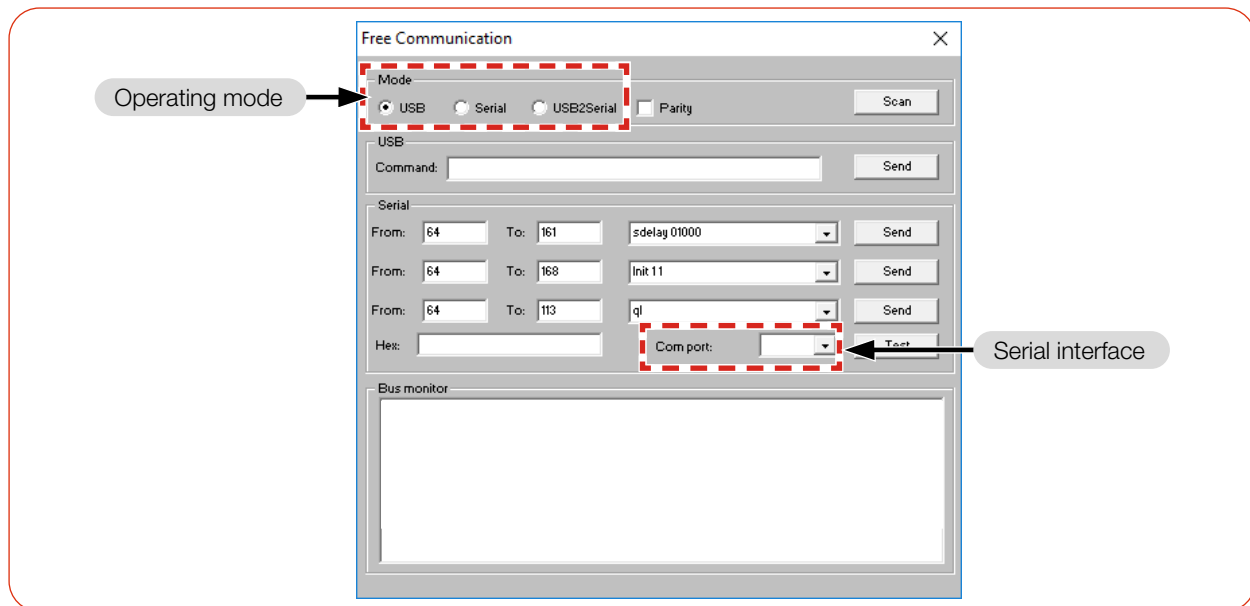 Free Communication
Mode
Operating mode
USB Serial USB2Serial Parity Scan
USB
Command: Send
Serial
From: 64 To: 161 sdelay 01000 Send
From: 64 To: 168 Init 11 Send
From: 64 To: 113 ql Send
Hex: Com port: Test
Serial interface
Bus monitor